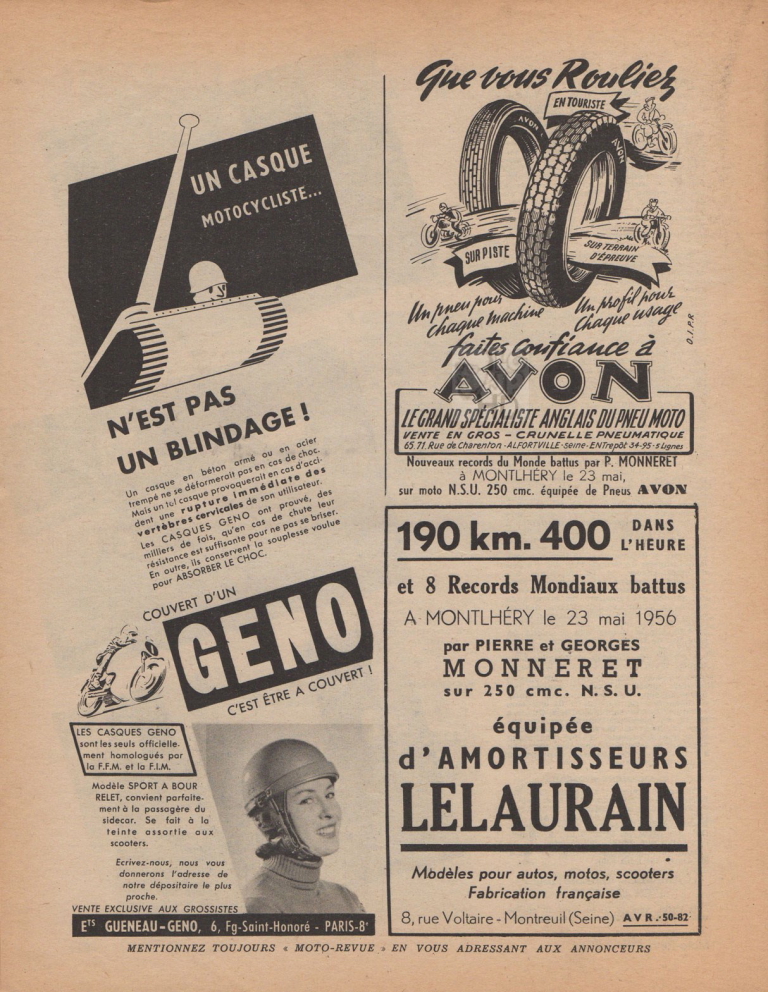 UN CASQUE
MOTOCYCLISTE...
N'EST PAS
UN BLINDAGE !
Un casque en béton armé ou en acier
trempé ne se déformerait pas en cas de choc.
Mais un tel casque provoquerait en cas d'acci-
dent une rupture immédiate des
vertèbres cervicales de son utilisateur.
Les CASQUES GENO ont prouvé, des
milliers de fois, qu'en cas de chute leur
résistance est suffisante pour ne pas se briser.
En outre, ils conservent la souplesse voulue
pour ABSORBER LE CHOC.
COUVERT D'UN
GENO
C'EST ÊTRE A COUVERT !
LES CASQUES GENO
sont les seuls officielle-
ment homologués par
la F.F.M. et la F.I.M.
Modèle SPORT A BOUR
RELET, convient parfaite-
ment à la passagère du
sidecar. Se fait à la
teinte assortie aux
scooters.
Ecrivez-nous, nous vous
donnerons l'adresse de
notre dépositaire le plus
proche.
VENTE EXCLUSIVE AUX GROSSISTES
ETS GUENEAU-GENO, 6, Fg-Saint-Honoré - PARIS-8e
Que vous Rouliez
EN TOURISTE
AVON
AVON
SUR PISTE
SUR TERRAIN
D'ÉPREUVE
Un pneu pour
chaque machine
Un profil pour
Chaque usage
O.I.P.R
faites confiance à
AVON
LE GRAND SPÉCIALISTE ANGLAIS DU PNEU MOTO
VENTE EN GROS - CRUNELLE PNEUMATIQUE
65.71, Rue de Charenton - ALFORTVILLE - Seine - ENTrepôt 34-95 + Lignes
Nouveaux records du Monde battus par P. MONNERET
à MONTLHÉRY le 23 mai,
sur moto N.S.U. 250 cmc. équipée de Pneus AVON
190 km. 400 DANS
L'HEURE
et 8 Records Mondiaux battus
A MONTLHÉRY le 23 mai 1956
par PIERRE et GEORGES
MONNERET
sur 250 cmc. N. S. U.
équipée
d'AMORTISSEURS
LELAURAIN
Modèles pour autos, motos, scooters
Fabrication française
8, rue Voltaire - Montreuil (Seine) AVR. 50-82
MENTIONNEZ TOUJOURS « MOTO-REVUE » EN VOUS ADRESSANT AUX ANNONCEURS